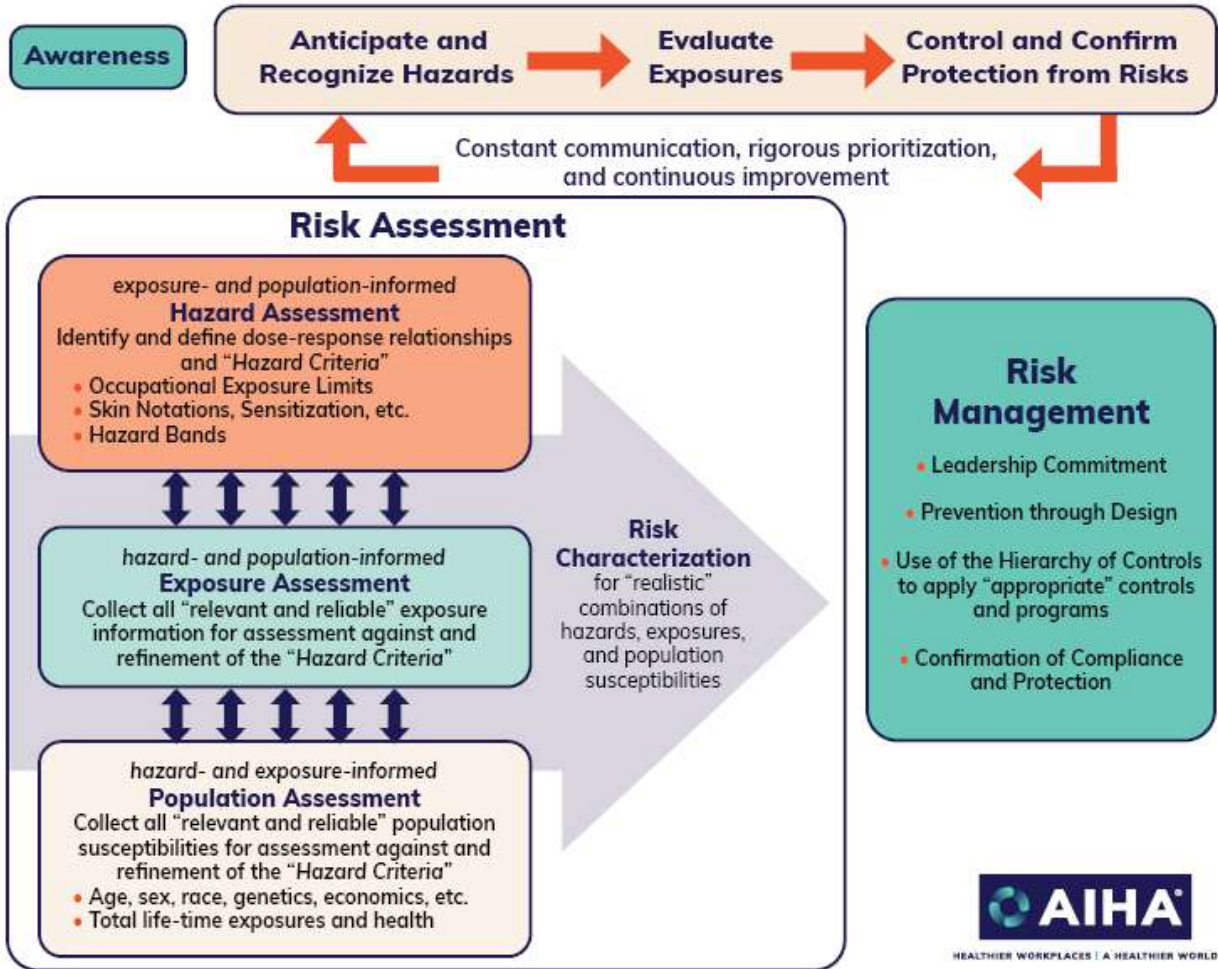 Awareness
Anticipate and
Recognize Hazards
Evaluate
Exposures
Control and Confirm
Protection from Risks
Constant communication, rigorous prioritization,
and continuous improvement
Risk Assessment
exposure- and population-informed
Hazard Assessment
Identify and define dose-response relationships
and “Hazard Criteria”
• Occupational Exposure Limits
• Skin Notations, Sensitization, etc.
• Hazard Bands
hazard- and population-informed
Exposure Assessment
Collect all “relevant and reliable” exposure
information for assessment against and
refinement of the “Hazard Criteria”
hazard- and exposure-informed
Population Assessment
Collect all “relevant and reliable” population
susceptibilities for assessment against and
refinement of the “Hazard Criteria”
• Age, sex, race, genetics, economics, etc.
• Total life-time exposures and health
Risk
Characterization
for “realistic”
combinations of
hazards, exposures,
and population
susceptibilities
Risk
Management
• Leadership Commitment
• Prevention through Design
• Use of the Hierarchy of Controls
to apply “appropriate” controls
and programs
• Confirmation of Compliance
and Protection
AIHA®
HEALTHIER WORKPLACES | A HEALTHIER WORLD